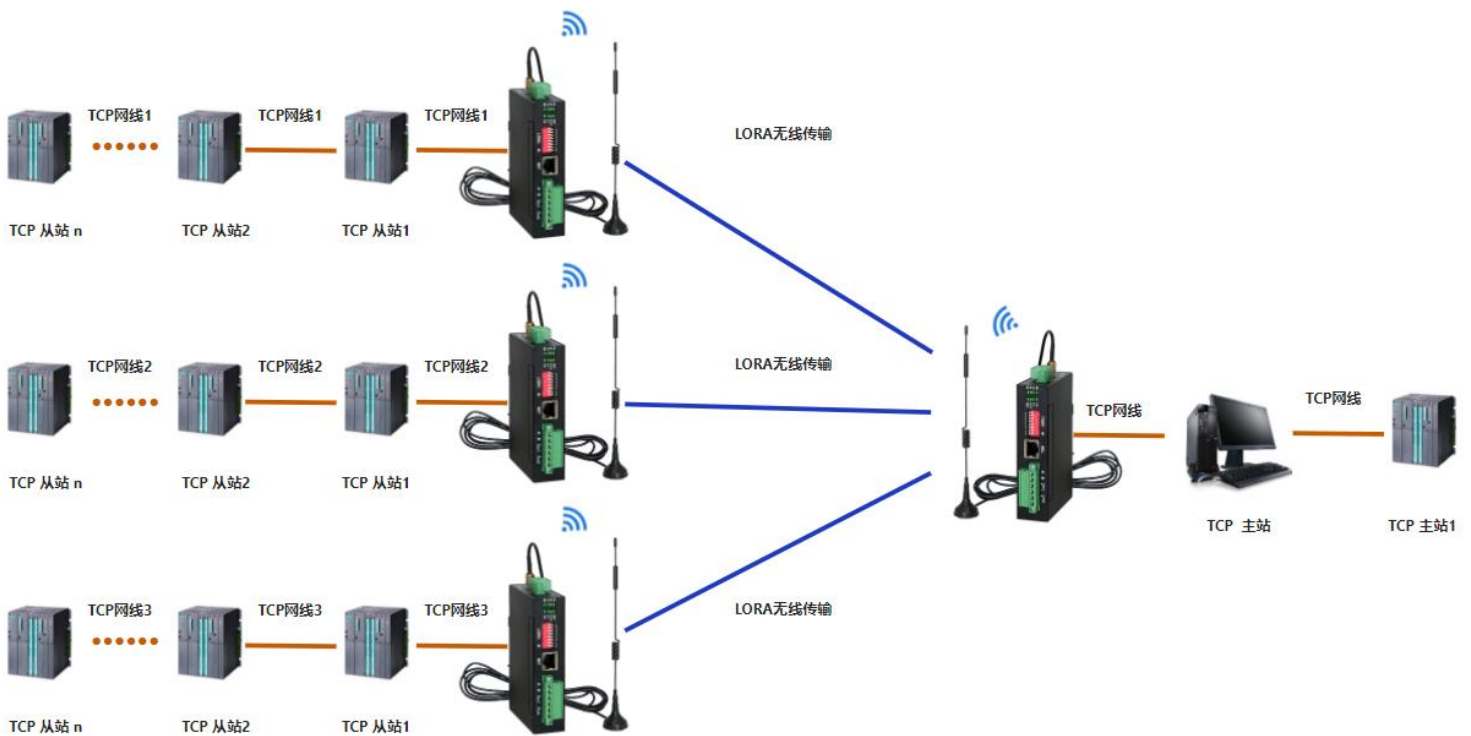 TCP网线1 TCP网线1 TCP网线1
LORA无线传输
TCP 从站 n TCP 从站2 TCP 从站1
TCP网线2 TCP网线2 TCP网线2
LORA无线传输
TCP网线 TCP网线
TCP 从站 n TCP 从站2 TCP 从站1
TCP 主站 TCP 主站1
TCP网线3 TCP网线3 TCP网线3
LORA无线传输
TCP 从站 n TCP 从站2 TCP 从站1